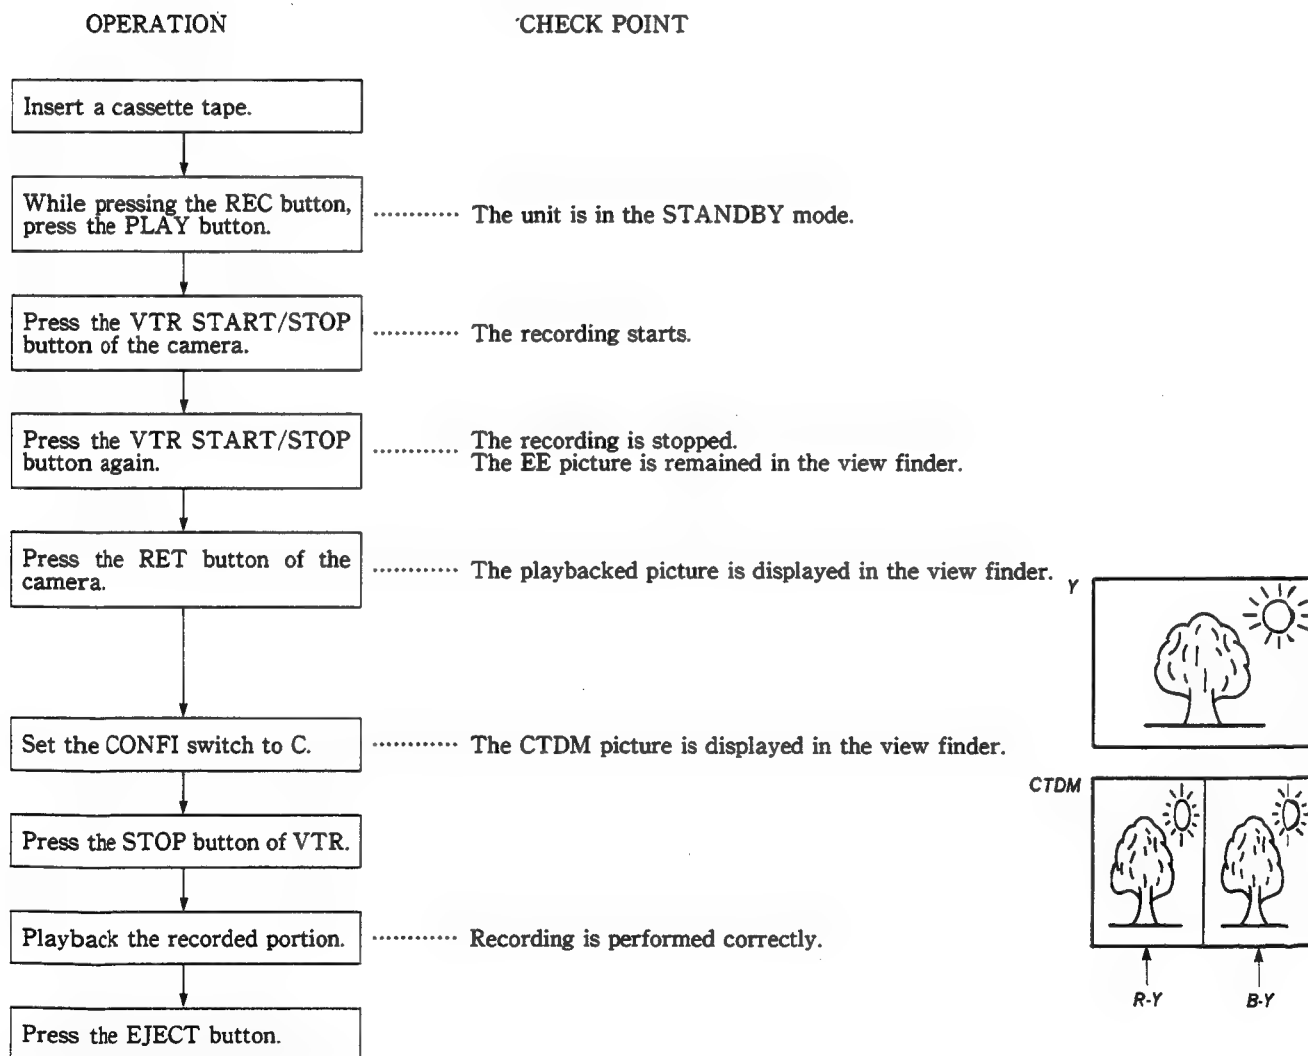 OPERATION
CHECK POINT
Insert a cassette tape.
While pressing the REC button,
press the PLAY button.
The unit is in the STANDBY mode.
Press the VTR START/STOP
button of the camera.
The recording starts.
Press the VTR START/STOP
button again.
The recording is stopped.
The EE picture is remained in the view finder.
Press the RET button of the
camera.
The playbacked picture is displayed in the view finder.
Y
Set the CONFI switch to C.
The CTDM picture is displayed in the view finder.
CTDM
Press the STOP button of VTR.
Playback the recorded portion.
Recording is performed correctly.
R-Y
B-Y
Press the EJECT button.